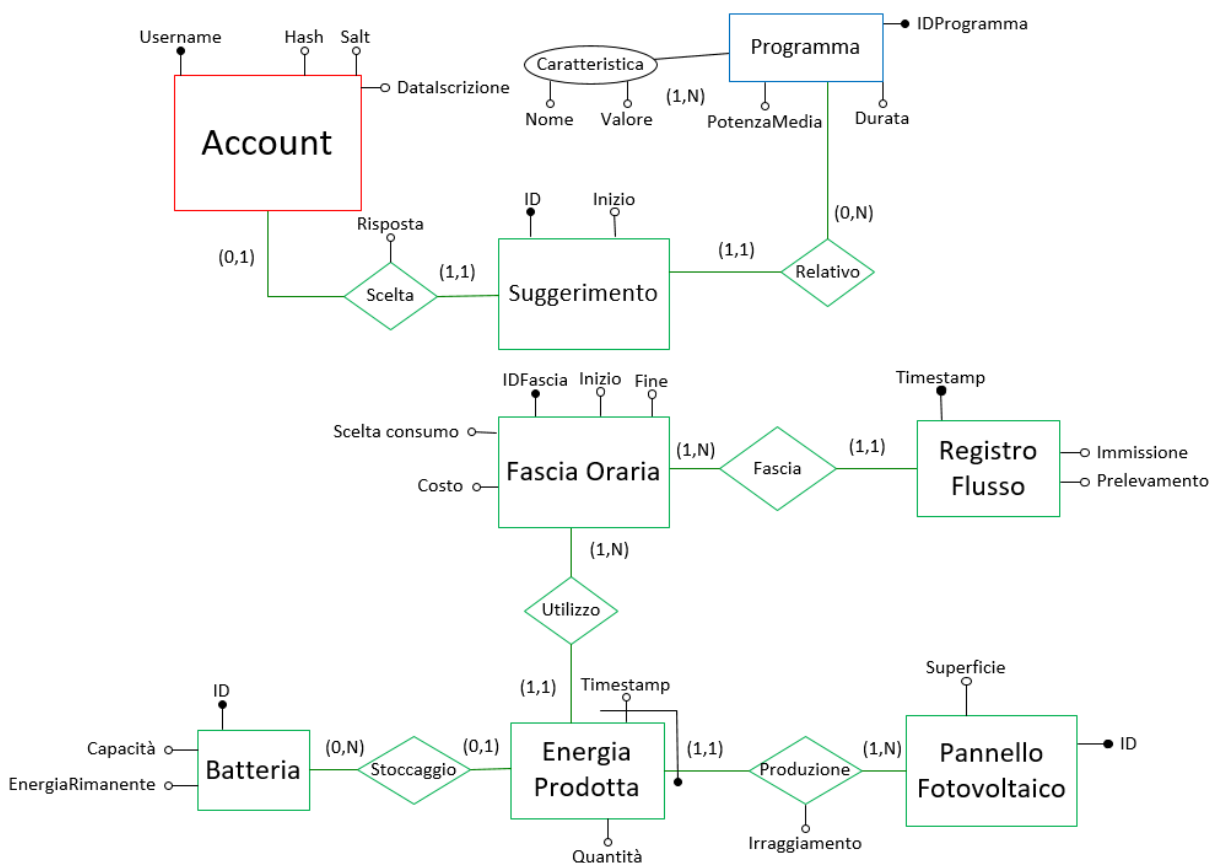 IDProgramma
Username
Hash
Salt
Programma
Caratteristica
DataIscrizione
(1,N)
Nome
Valore
PotenzaMedia
Durata
Account
ID
Inizio
Risposta
(0,N)
(0,1)
(1,1)
(1,1)
Relativo
Scelta
Suggerimento
Timestamp
IDFascia
Inizio
Fine
Scelta consumo
(1,N)
(1,1)
Registro
Flusso
Immissione
Fascia Oraria
Fascia
Costo
Prelevamento
(1,N)
Utilizzo
Superficie
ID
(1,1)
Timestamp
Capacità
(0,N)
(0,1)
Energia
Prodotta
(1,1)
(1,N)
Pannello
Fotovoltaico
ID
Batteria
Stoccaggio
Produzione
EnergiaRimanente
Irraggiamento
Quantità